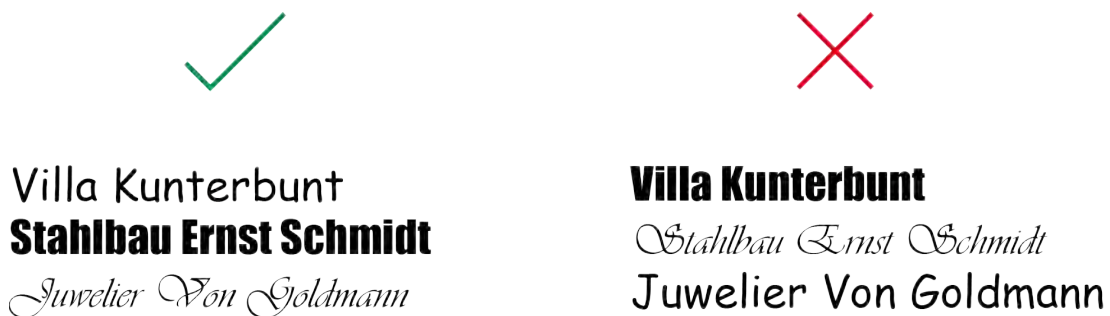 Villa Kunterbunt
Stahlbau Ernst Schmidt
Juwelier Von Goldmann
Villa Kunterbunt
Stahlbau Ernst Schmidt
Juwelier Von Goldmann